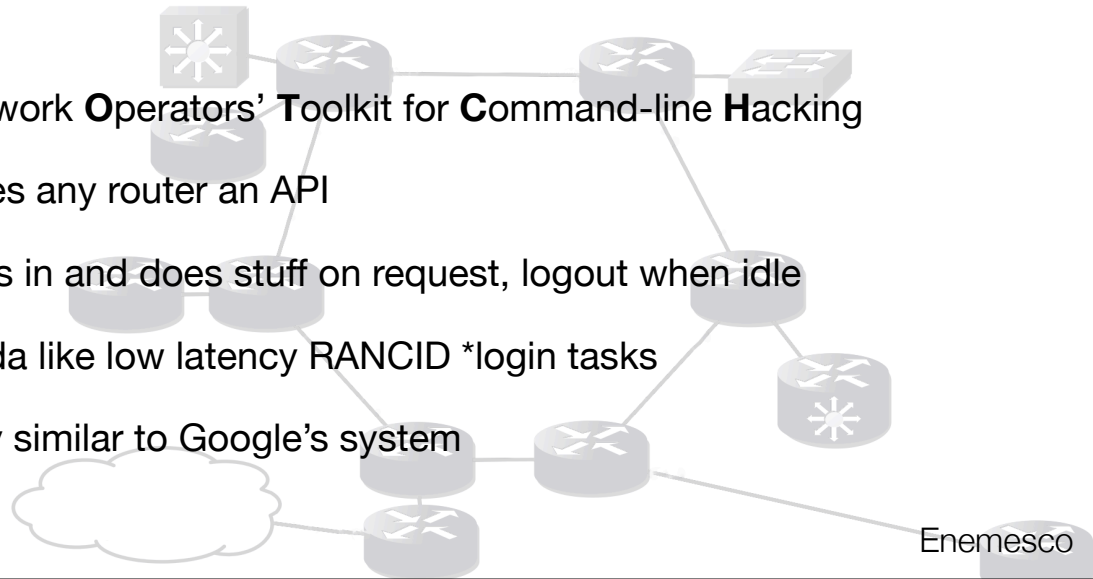 work Operators' Toolkit for Command-line Hacking
es any router an API
s in and does stuff on request, logout when idle
da like low latency RANCID *login tasks
y similar to Google's system
Enemesco